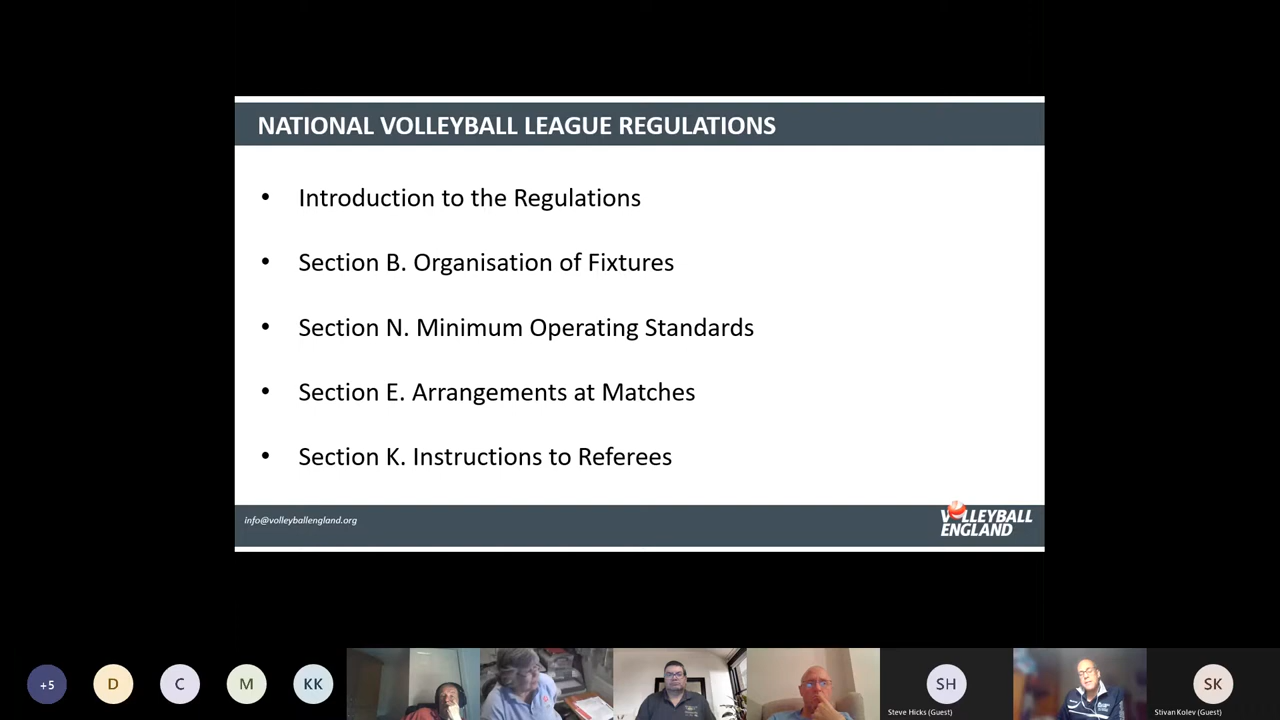 NATIONAL VOLLEYBALL LEAGUE REGULATIONS
• Introduction to the Regulations
• Section B. Organisation of Fixtures
• Section N. Minimum Operating Standards
• Section E. Arrangements at Matches
• Section K. Instructions to Referees
info@volleyballengland.org
VOLLEYBALL
ENGLAND
+5
D
C
M
KK
SH
Steve Hicks (Guest)
SK
Stivan Kolev (Guest)